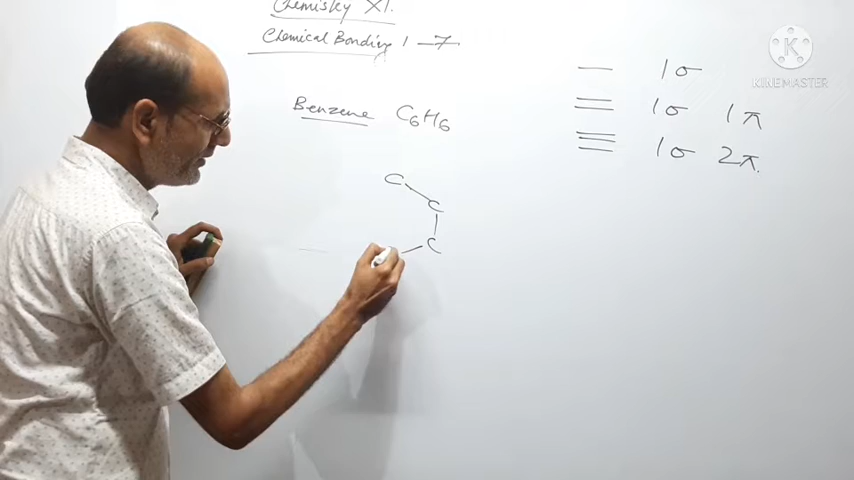 Chemistry XI.
Chemical Bonding 1-7
Benzene C6H6
C
C
C
— 1σ
= 1σ 1π
≡ 1σ 2π.
K
KINEMASTER